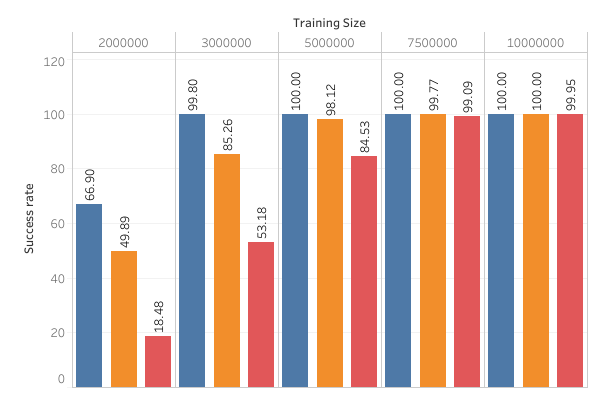 Training Size
2000000 3000000 5000000 7500000 10000000
Success rate
120
100
80
60
40
20
0
66.90 49.89 18.48
99.80 85.26 53.18
100.00 98.12 84.53
100.00 99.77 99.09
100.00 100.00 99.95